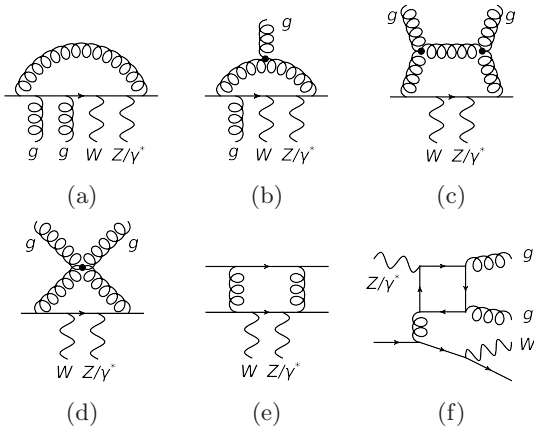 g
g W Z/γ*
(a)
g
g W Z/γ*
(b)
g g
W Z/γ*
(c)
g g
W Z/γ*
(d)
W Z/γ*
(e)
Z/γ* g
g
W
(f)